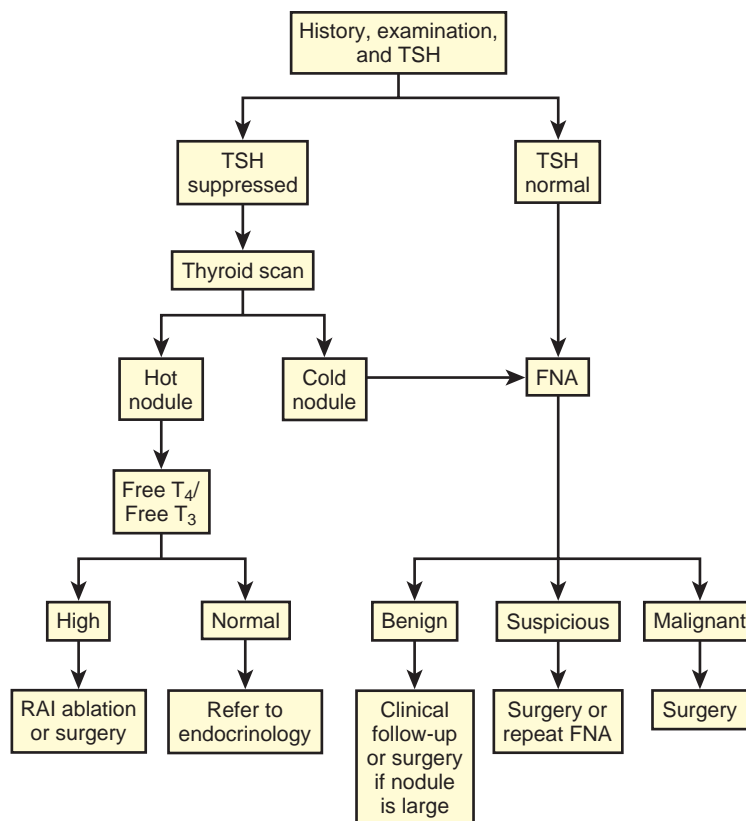 History, examination,
and TSH
TSH
suppressed
TSH
normal
Thyroid scan
Hot
nodule
Cold
nodule
FNA
Free T₄/
Free T₃
High
Normal
Benign
Suspicious
Malignant
RAI ablation
or surgery
Refer to
endocrinology
Clinical
follow-up
or surgery
if nodule
is large
Surgery or
repeat FNA
Surgery